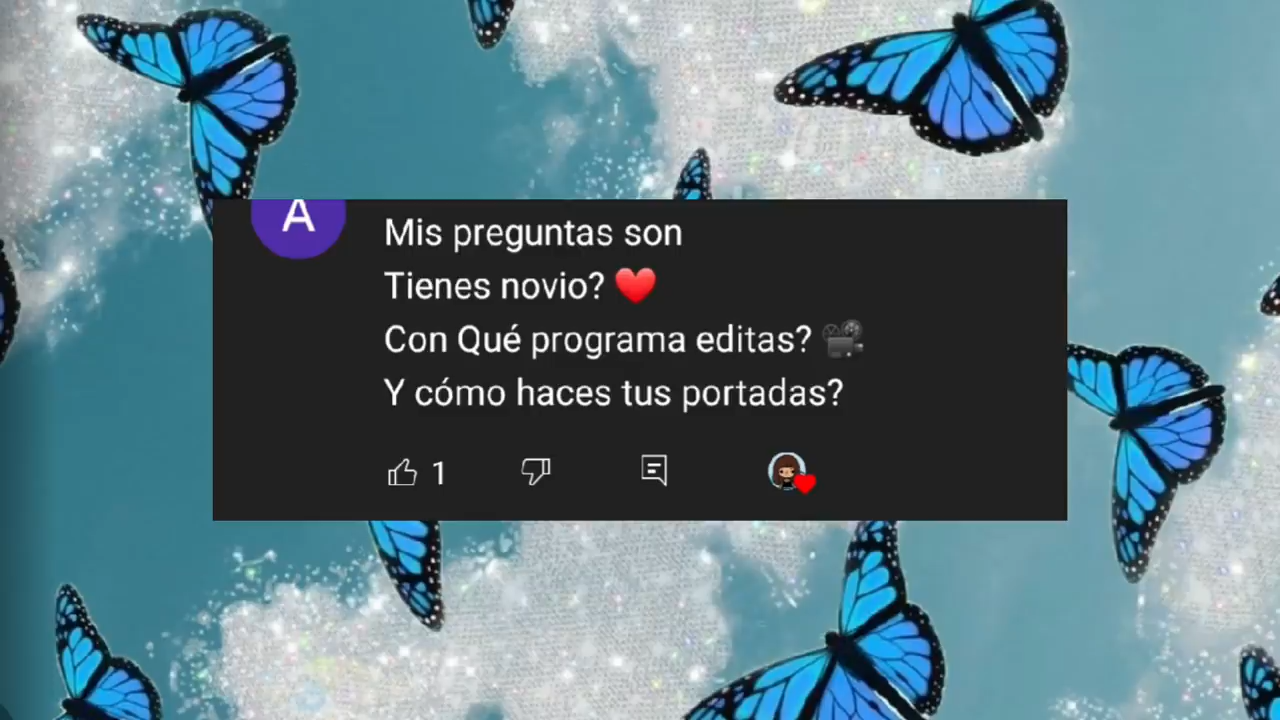 A
Mis preguntas son
Tienes novio? ❤️
Con Qué programa editas? 🎥
Y cómo haces tus portadas?
1